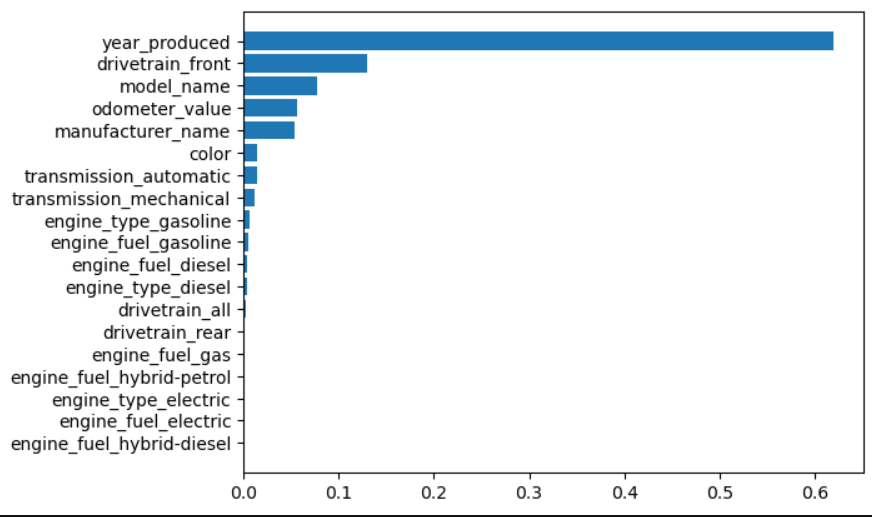 year_produced
drivetrain_front
model_name
odometer_value
manufacturer_name
color
transmission_automatic
transmission_mechanical
engine_type_gasoline
engine_fuel_gasoline
engine_fuel_diesel
engine_type_diesel
drivetrain_all
drivetrain_rear
engine_fuel_gas
engine_fuel_hybrid-petrol
engine_type_electric
engine_fuel_electric
engine_fuel_hybrid-diesel
0.0 0.1 0.2 0.3 0.4 0.5 0.6